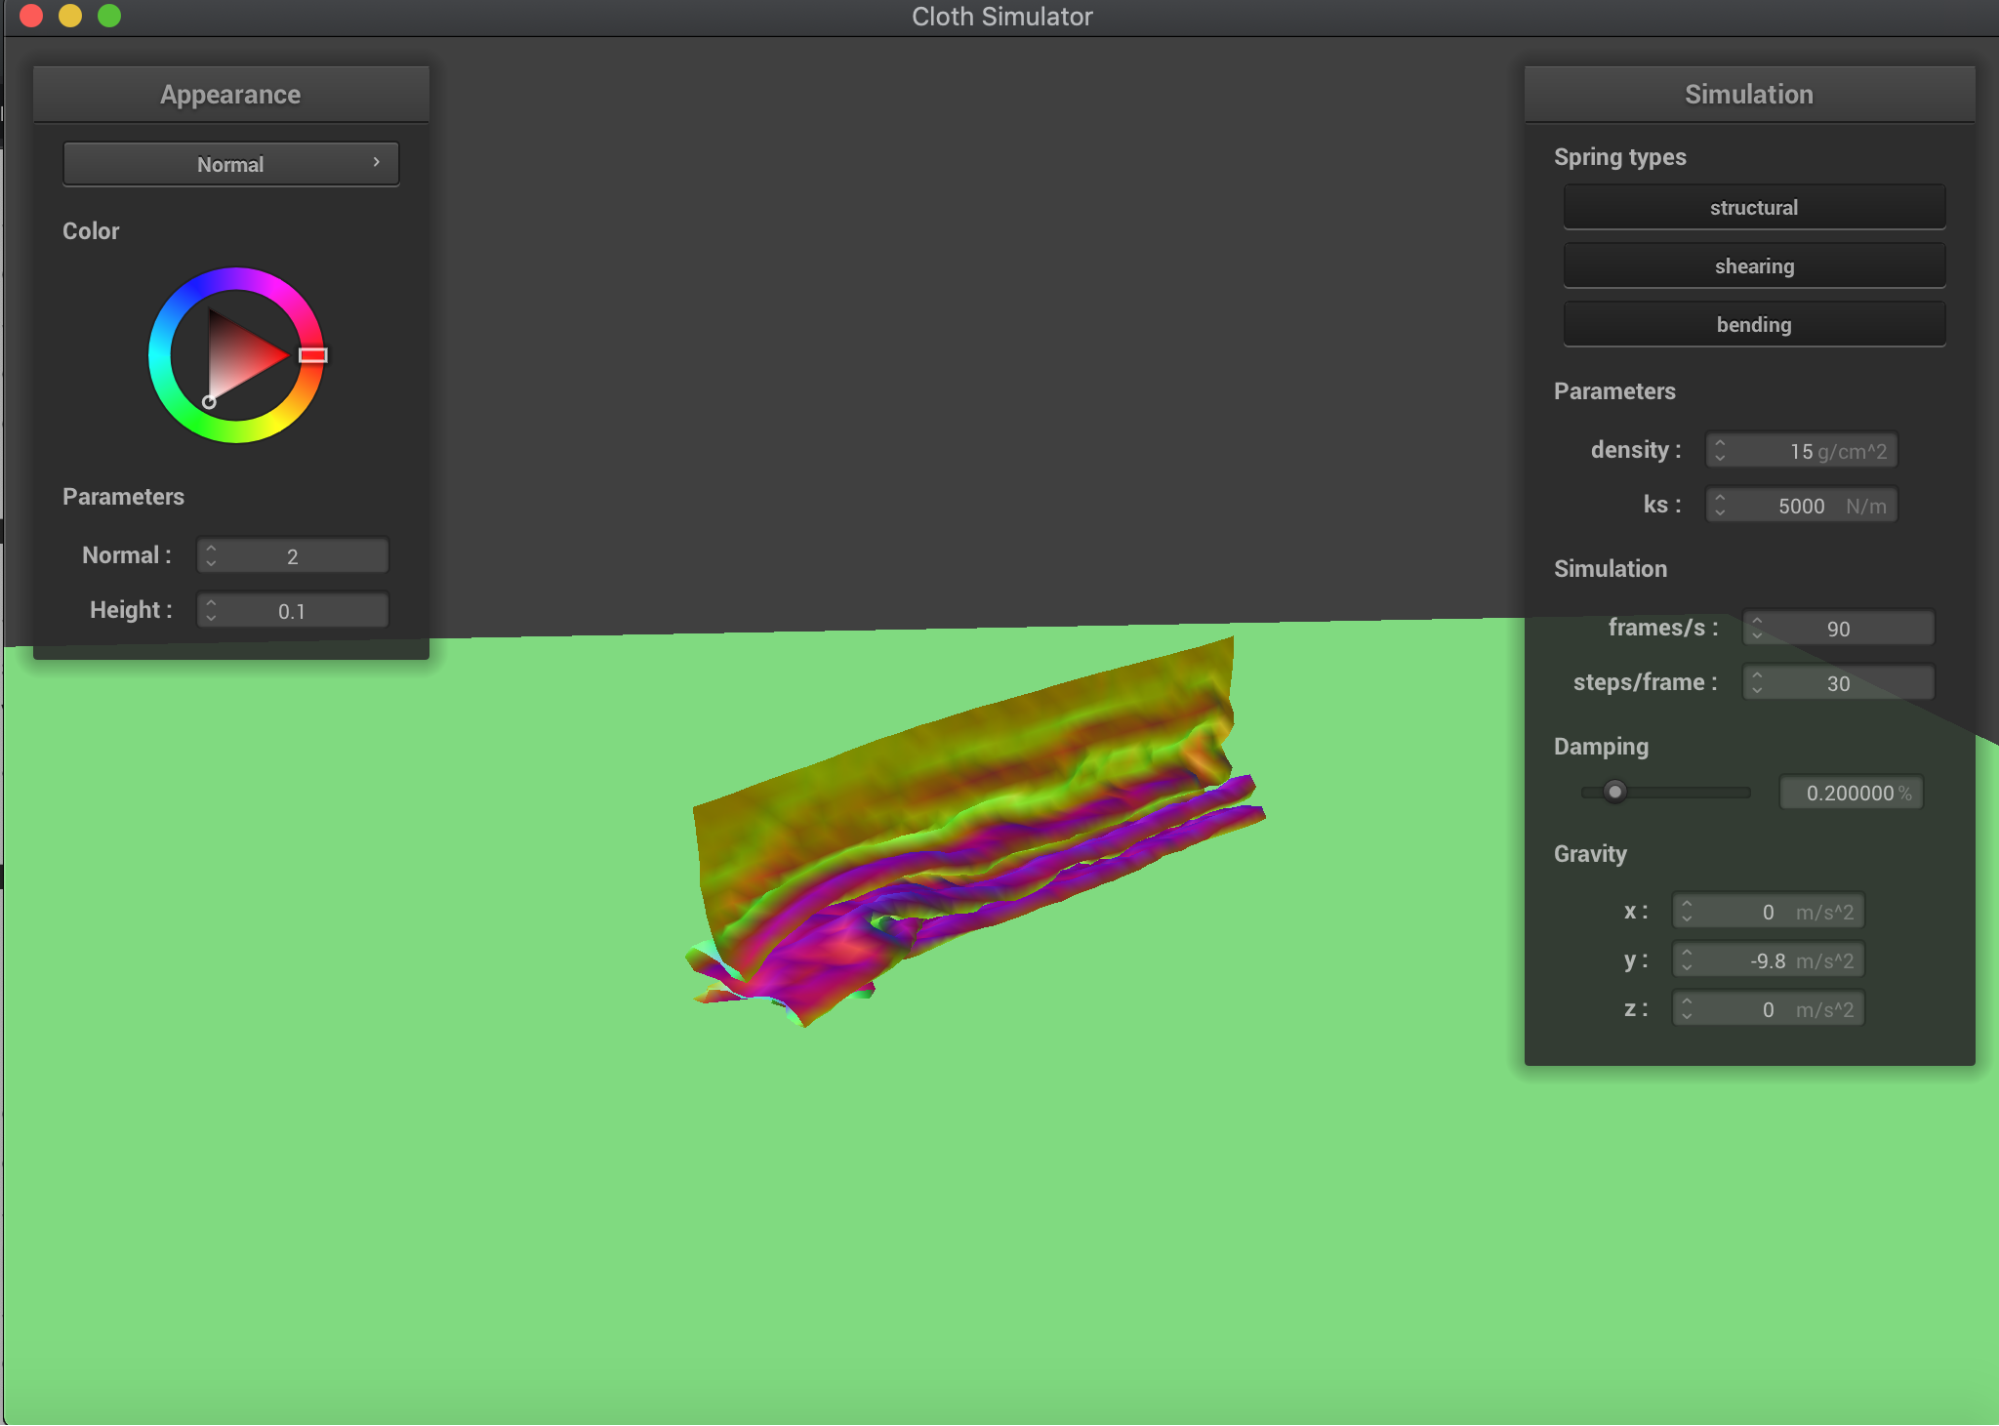 Cloth Simulator
Appearance
Normal ›
Color
Parameters
Normal : 2
Height : 0.1
Simulation
Spring types
structural
shearing
bending
Parameters
density : 15 g/cm^2
ks : 5000 N/m
Simulation
frames/s : 90
steps/frame : 30
Damping
0.200000 %
Gravity
x : 0 m/s^2
y : -9.8 m/s^2
z : 0 m/s^2